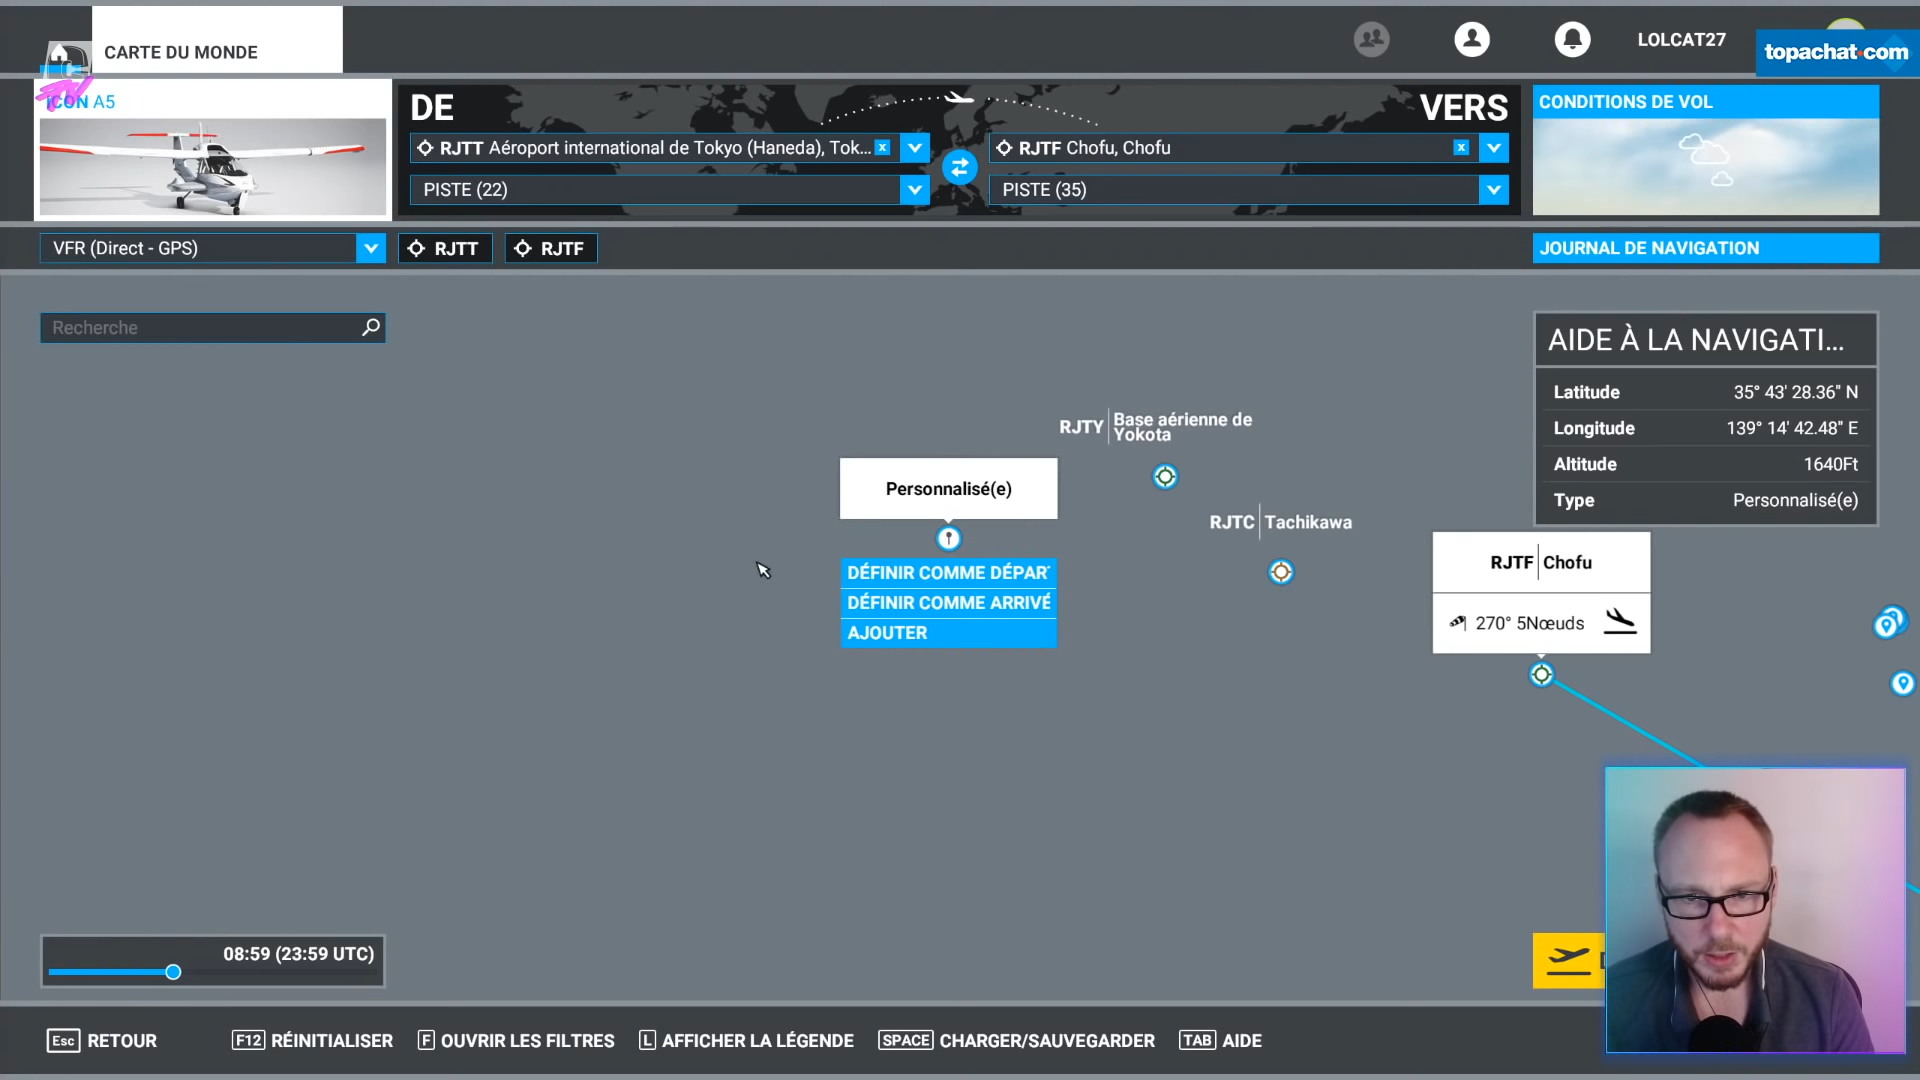 CARTE DU MONDE
LOLCAT27
topachat.com
ICON A5
DE
VERS
CONDITIONS DE VOL
RJTT Aéroport international de Tokyo (Haneda), Tok... x
RJTF Chofu, Chofu x
PISTE (22)
PISTE (35)
VFR (Direct - GPS)
RJTT
RJTF
JOURNAL DE NAVIGATION
Recherche
AIDE À LA NAVIGATI...
Latitude 35° 43' 28.36" N
Longitude 139° 14' 42.48" E
Altitude 1640Ft
Type Personnalisé(e)
RJTY Base aérienne de
Yokota
Personnalisé(e)
RJTC Tachikawa
DÉFINIR COMME DÉPAR
DÉFINIR COMME ARRIVÉ
AJOUTER
RJTF Chofu
270° 5Nœuds
08:59 (23:59 UTC)
Esc RETOUR
F12 RÉINITIALISER
F OUVRIR LES FILTRES
L AFFICHER LA LÉGENDE
SPACE CHARGER/SAUVEGARDER
TAB AIDE